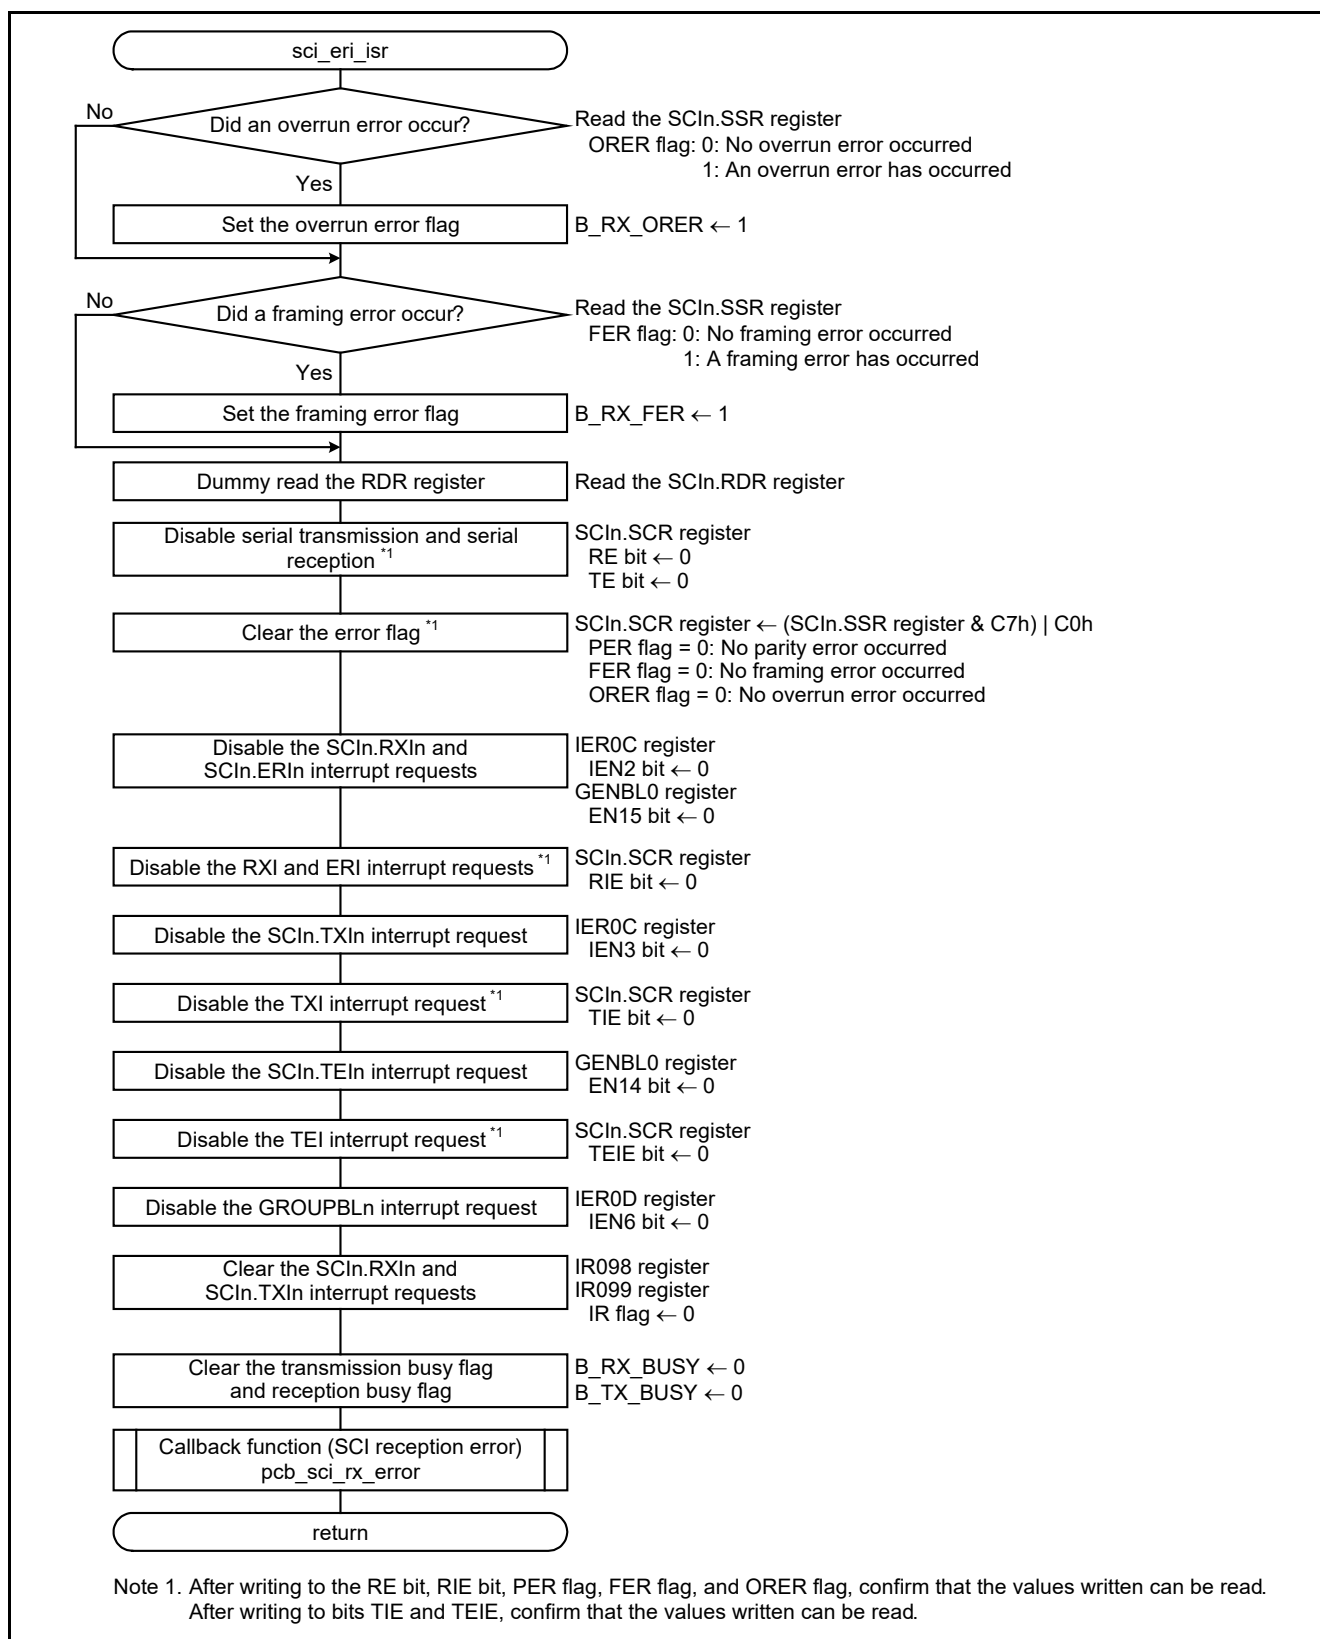 sci_eri_isr
No
Did an overrun error occur?
Read the SCIn.SSR register
ORER flag: 0: No overrun error occurred
1: An overrun error has occurred
Yes
Set the overrun error flag
B_RX_ORER ← 1
No
Did a framing error occur?
Read the SCIn.SSR register
FER flag: 0: No framing error occurred
1: A framing error has occurred
Yes
Set the framing error flag
B_RX_FER ← 1
Dummy read the RDR register
Read the SCIn.RDR register
Disable serial transmission and serial
reception *1
SCIn.SCR register
RE bit ← 0
TE bit ← 0
Clear the error flag *1
SCIn.SCR register ← (SCIn.SSR register & C7h) | C0h
PER flag = 0: No parity error occurred
FER flag = 0: No framing error occurred
ORER flag = 0: No overrun error occurred
Disable the SCIn.RXIn and
SCIn.ERIn interrupt requests
IER0C register
IEN2 bit ← 0
GENBL0 register
EN15 bit ← 0
Disable the RXI and ERI interrupt requests *1
SCIn.SCR register
RIE bit ← 0
Disable the SCIn.TXIn interrupt request
IER0C register
IEN3 bit ← 0
Disable the TXI interrupt request *1
SCIn.SCR register
TIE bit ← 0
Disable the SCIn.TEIn interrupt request
GENBL0 register
EN14 bit ← 0
Disable the TEI interrupt request *1
SCIn.SCR register
TEIE bit ← 0
Disable the GROUPBLn interrupt request
IER0D register
IEN6 bit ← 0
Clear the SCIn.RXIn and
SCIn.TXIn interrupt requests
IR098 register
IR099 register
IR flag ← 0
Clear the transmission busy flag
and reception busy flag
B_RX_BUSY ← 0
B_TX_BUSY ← 0
Callback function (SCI reception error)
pcb_sci_rx_error
return
Note 1. After writing to the RE bit, RIE bit, PER flag, FER flag, and ORER flag, confirm that the values written can be read.
After writing to bits TIE and TEIE, confirm that the values written can be read.